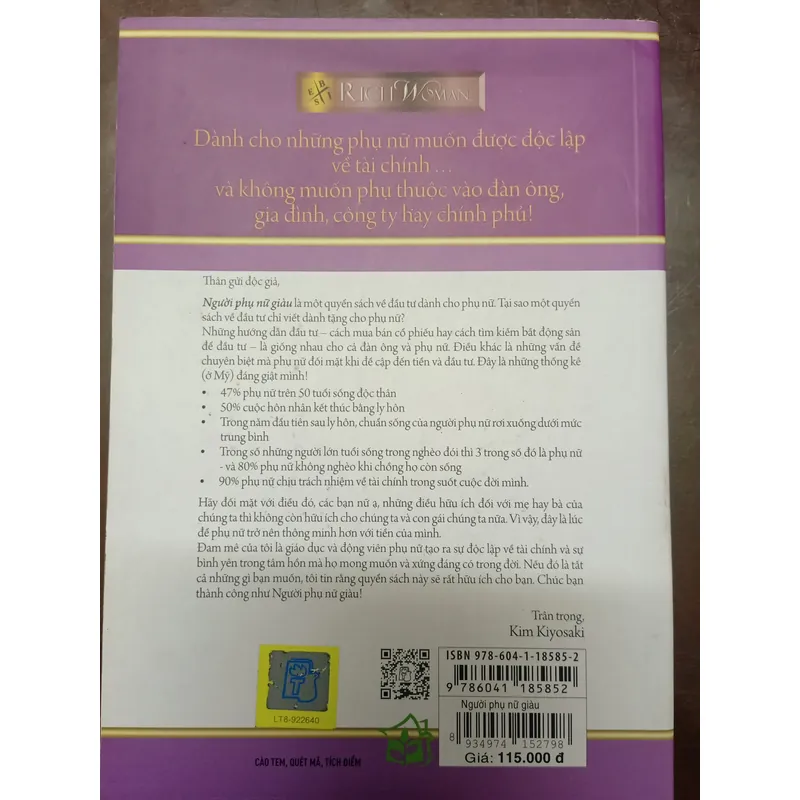 E B S I RICH WOMAN
Dành cho những phụ nữ muốn được độc lập
về tài chính ...
và không muốn phụ thuộc vào đàn ông,
gia đình, công ty hay chính phủ!
Thân gửi độc giả,
Người phụ nữ giàu là một quyển sách về đầu tư dành cho phụ nữ. Tại sao một quyển
sách về đầu tư chỉ viết dành tặng cho phụ nữ?
Những hướng dẫn đầu tư – cách mua bán cổ phiếu hay cách tìm kiếm bất động sản
để đầu tư – là giống nhau cho cả đàn ông và phụ nữ. Điều khác là những vấn đề
chuyên biệt mà phụ nữ đối mặt khi đề cập đến tiền và đầu tư. Đây là những thống kê
(ở Mỹ) đáng giật mình!
• 47% phụ nữ trên 50 tuổi sống độc thân
• 50% cuộc hôn nhân kết thúc bằng ly hôn
• Trong năm đầu tiên sau ly hôn, chuẩn sống của người phụ nữ rơi xuống dưới mức
trung bình
• Trong số những người lớn tuổi sống trong nghèo đói thì 3 trong số đó là phụ nữ
- và 80% phụ nữ không nghèo khi chồng họ còn sống
• 90% phụ nữ chịu trách nhiệm về tài chính trong suốt cuộc đời mình.
Hãy đối mặt với điều đó, các bạn nữ ạ, những điều hữu ích đối với mẹ hay bà của
chúng ta thì không còn hữu ích cho chúng ta và con gái chúng ta nữa. Vì vậy, đây là lúc
để phụ nữ trở nên thông minh hơn với tiền của mình.
Đam mê của tôi là giáo dục và động viên phụ nữ tạo ra sự độc lập về tài chính và sự
bình yên trong tâm hồn mà họ mong muốn và xứng đáng có trong đời. Nếu đó là tất
cả những gì bạn muốn, tôi tin rằng quyển sách này sẽ rất hữu ích cho bạn. Chúc bạn
thành công như Người phụ nữ giàu!
Trân trọng,
Kim Kiyosaki
ISBN 978-604-1-18585-2
9 786041 185852
Người phụ nữ giàu
8 934974 152798
Giá: 115.000 đ
LT8-922640
CÀO TEM, QUÉT MÃ, TÍCH ĐIỂM